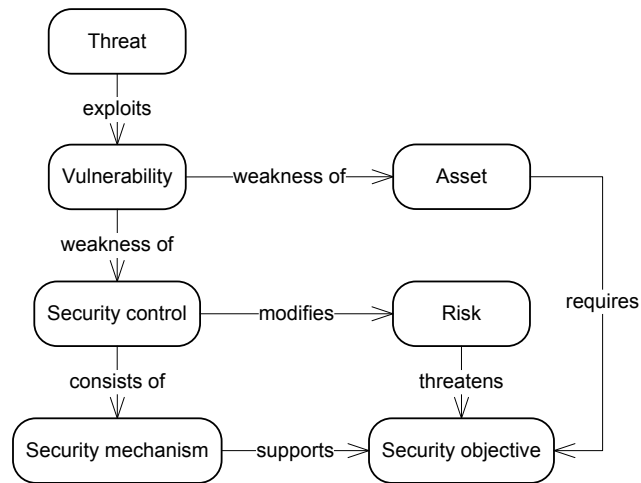 Threat
exploits
Vulnerability
weakness of
Asset
weakness of
requires
Security control
modifies
Risk
consists of
threatens
Security mechanism
supports
Security objective